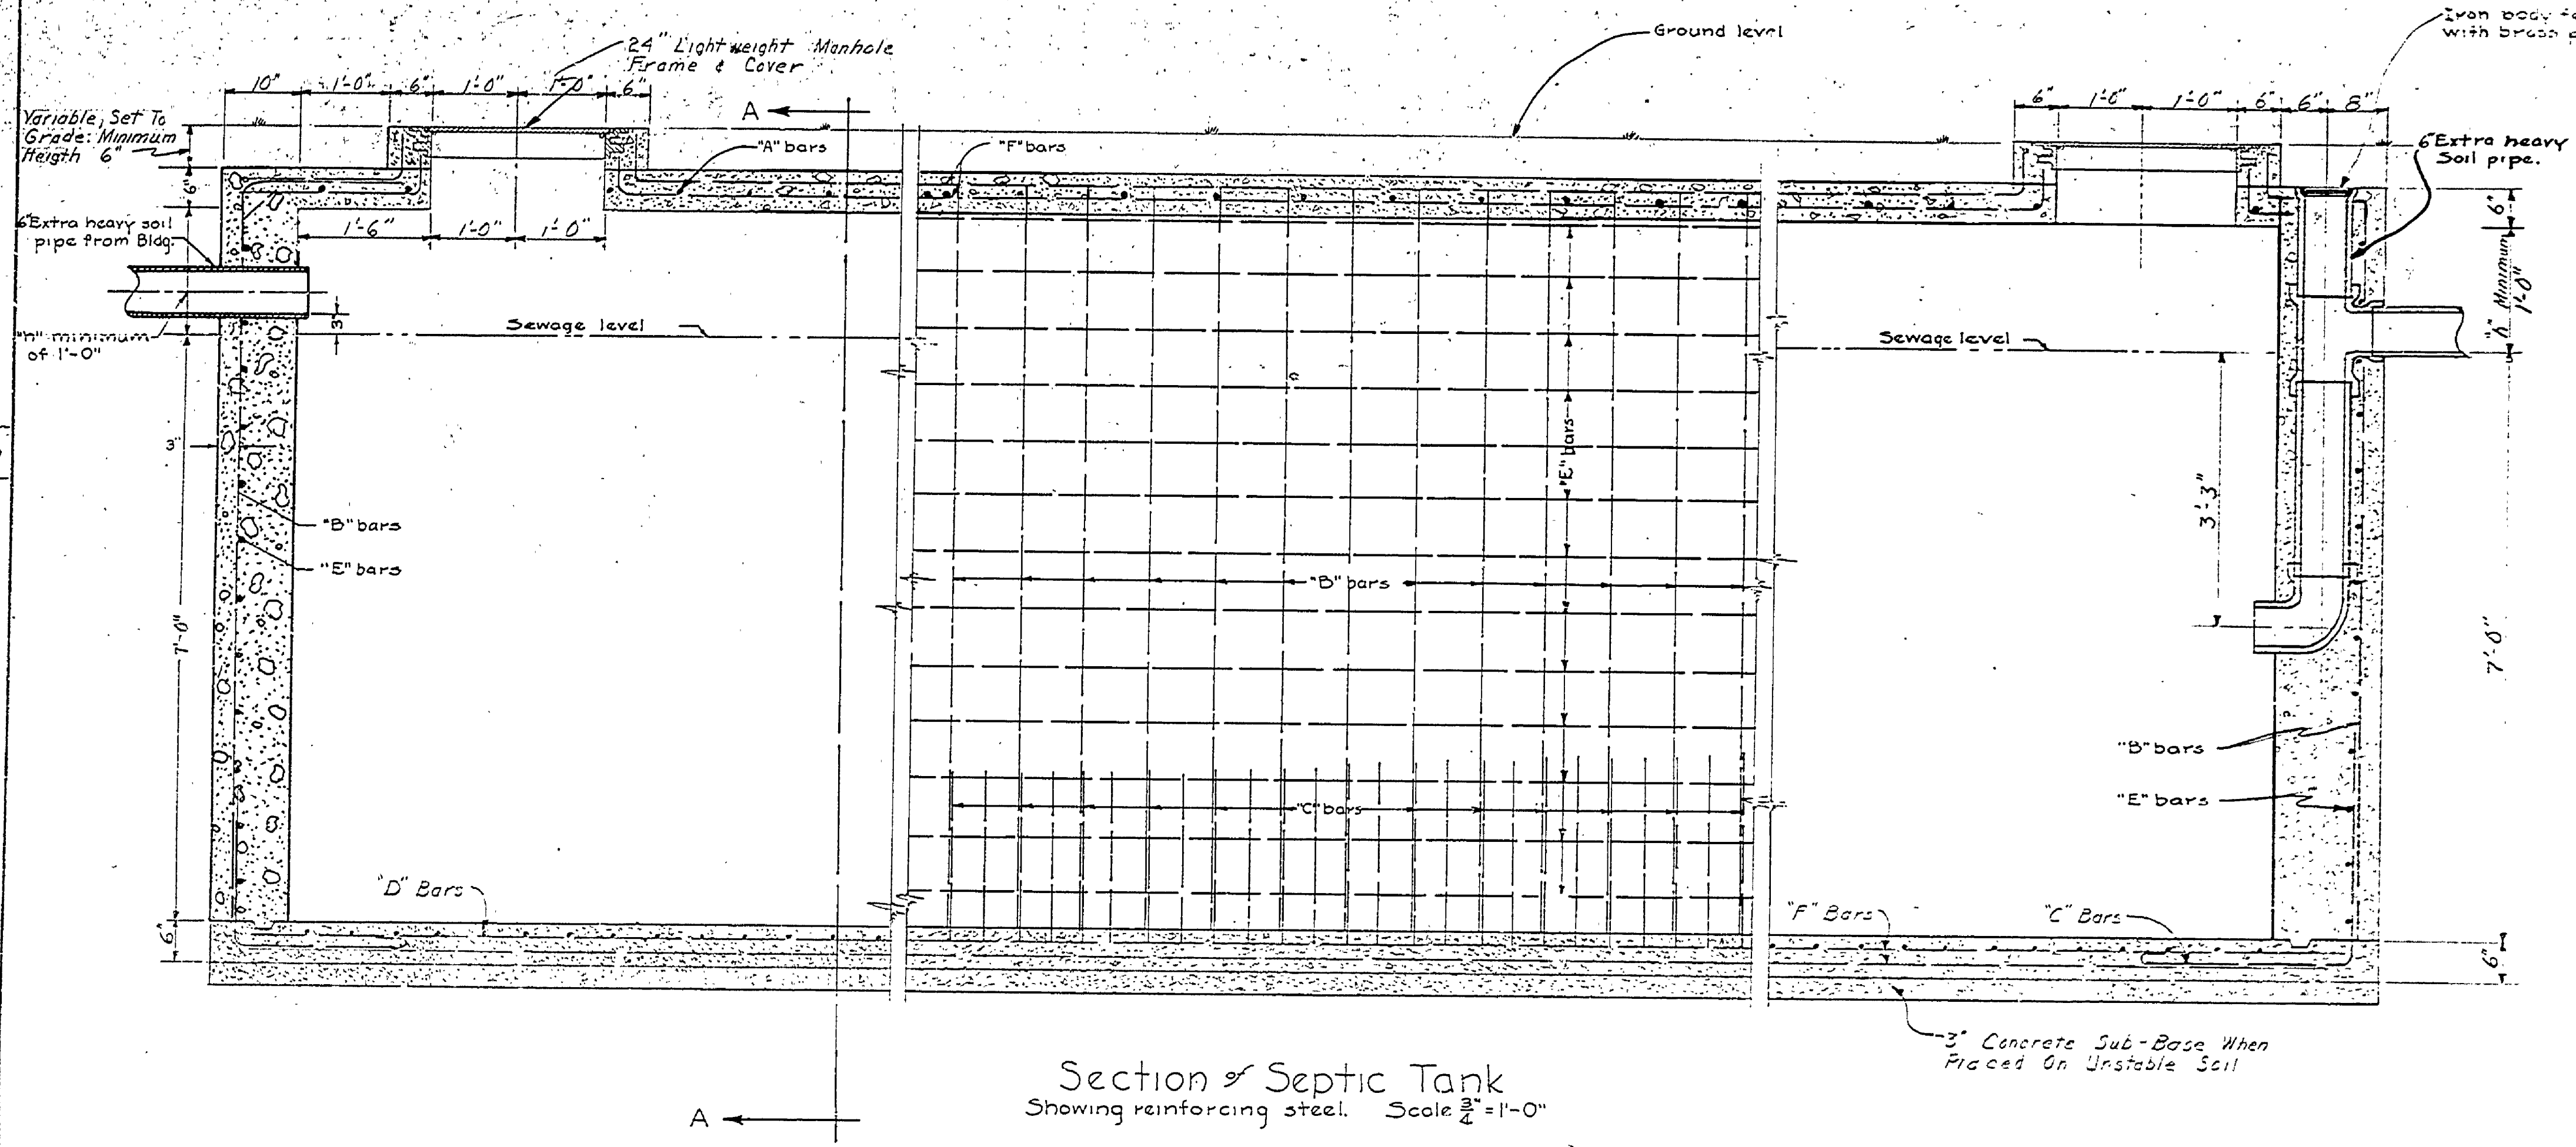 Iron body
with brass
Ground level
24" Lightweight Manhole
Frame & Cover
10"
1'-0"
6"
1'-0"
1'-0"
6"
A
6"
1'-0"
1'-0"
6"
6"
8"
Variable, Set To
Grade: Minimum
Heigth 6"
"A" bars
"F" bars
6" Extra heavy
Soil pipe.
6"
6"
6" Extra heavy soil
pipe from Bldg.
1'-6"
1'-0"
1'-0"
"h" Minimum
1'-0"
3"
Sewage level
Sewage level
"h" minimum
of 1'-0"
3"
"E" bars
3'-3"
"B" bars
"E" bars
"B" bars
7'-0"
7'-0"
"B" bars
"E" bars
"C" bars
"D" Bars
"F" Bars
"C" Bars
6"
6"
3" Concrete Sub-Base When
Placed On Unstable Soil
Section of Septic Tank
Showing reinforcing steel. Scale 3/4" = 1'-0"
A